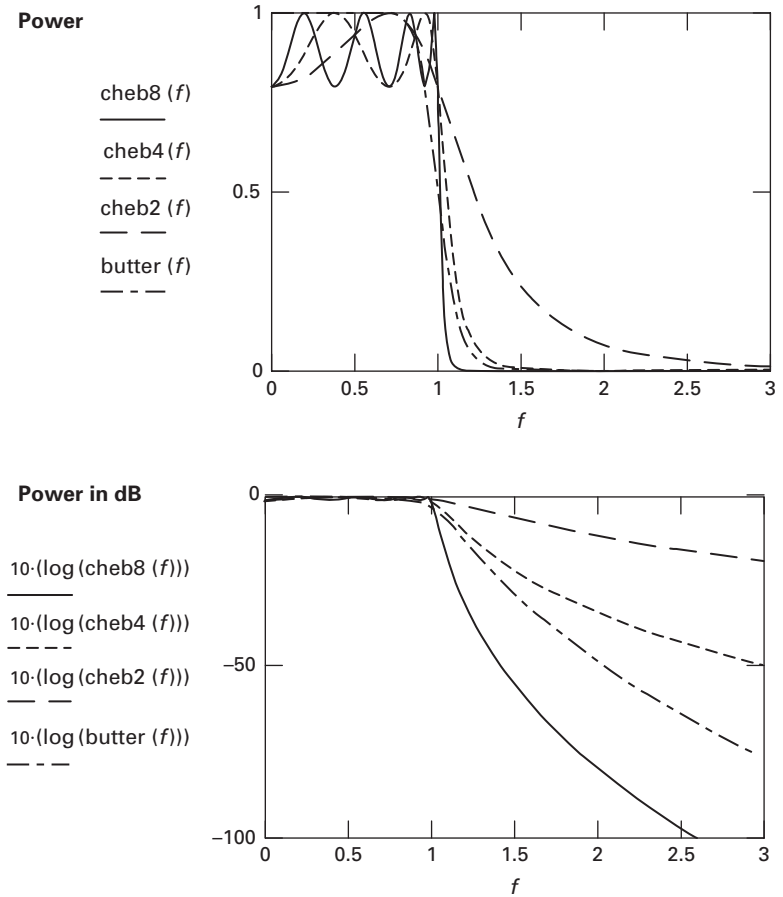 Power
cheb8 (f)
cheb4 (f)
cheb2 (f)
butter (f)
1
0.5
0
0 0.5 1 1.5 2 2.5 3
f
Power in dB
10·(log (cheb8 (f)))
10·(log (cheb4 (f)))
10·(log (cheb2 (f)))
10·(log (butter (f)))
0
−50
−100
0 0.5 1 1.5 2 2.5 3
f